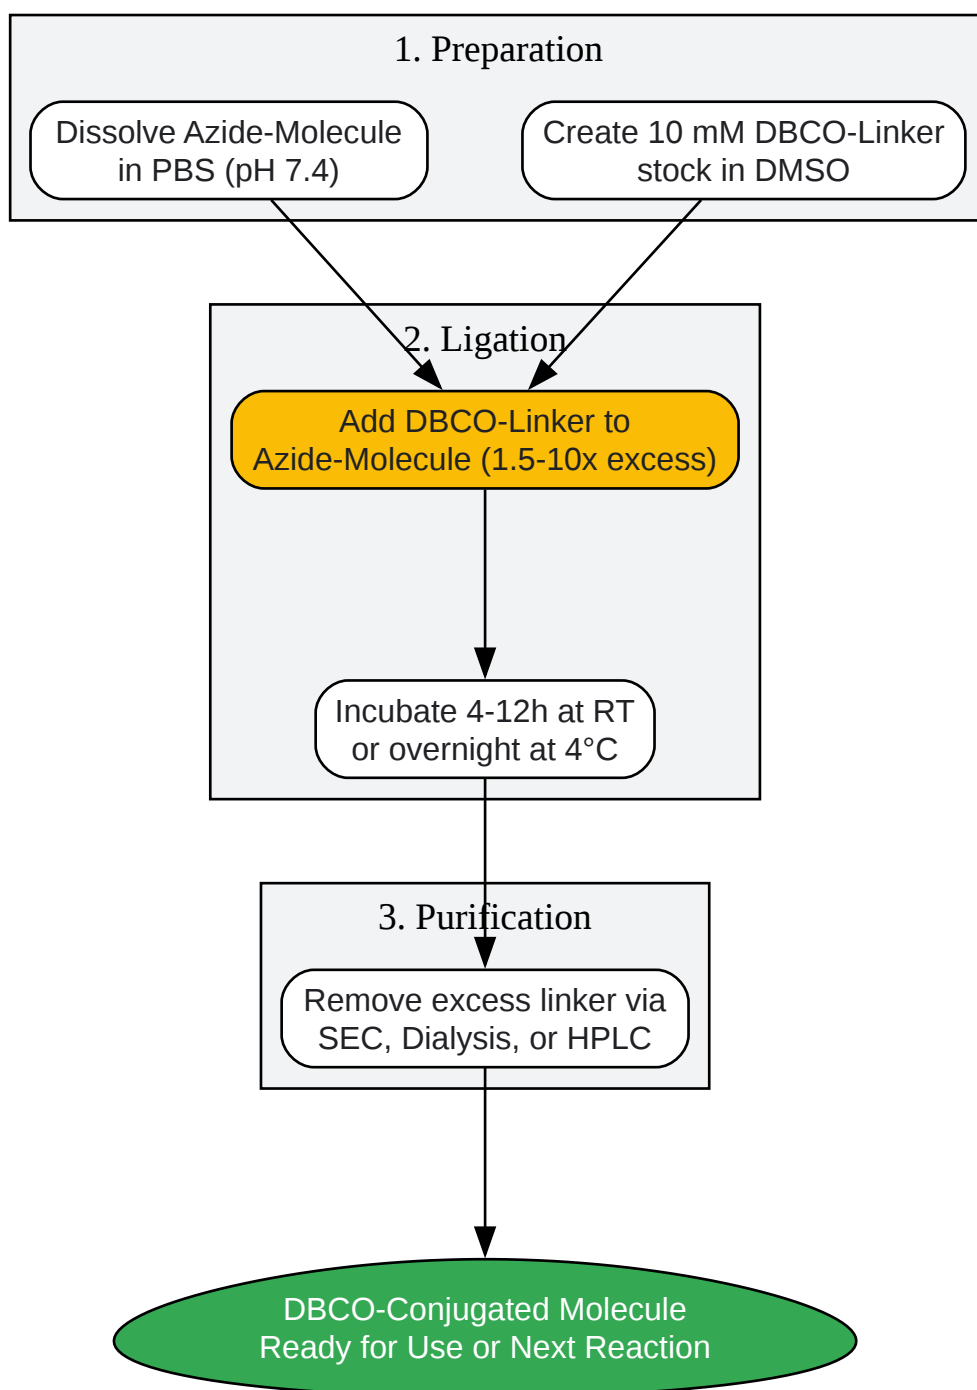 1. Preparation
Dissolve Azide-Molecule
in PBS (pH 7.4)
Create 10 mM DBCO-Linker
stock in DMSO
2. Ligation
Add DBCO-Linker to
Azide-Molecule (1.5-10x excess)
Incubate 4-12h at RT
or overnight at 4°C
3. Purification
Remove excess linker via
SEC, Dialysis, or HPLC
DBCO-Conjugated Molecule
Ready for Use or Next Reaction